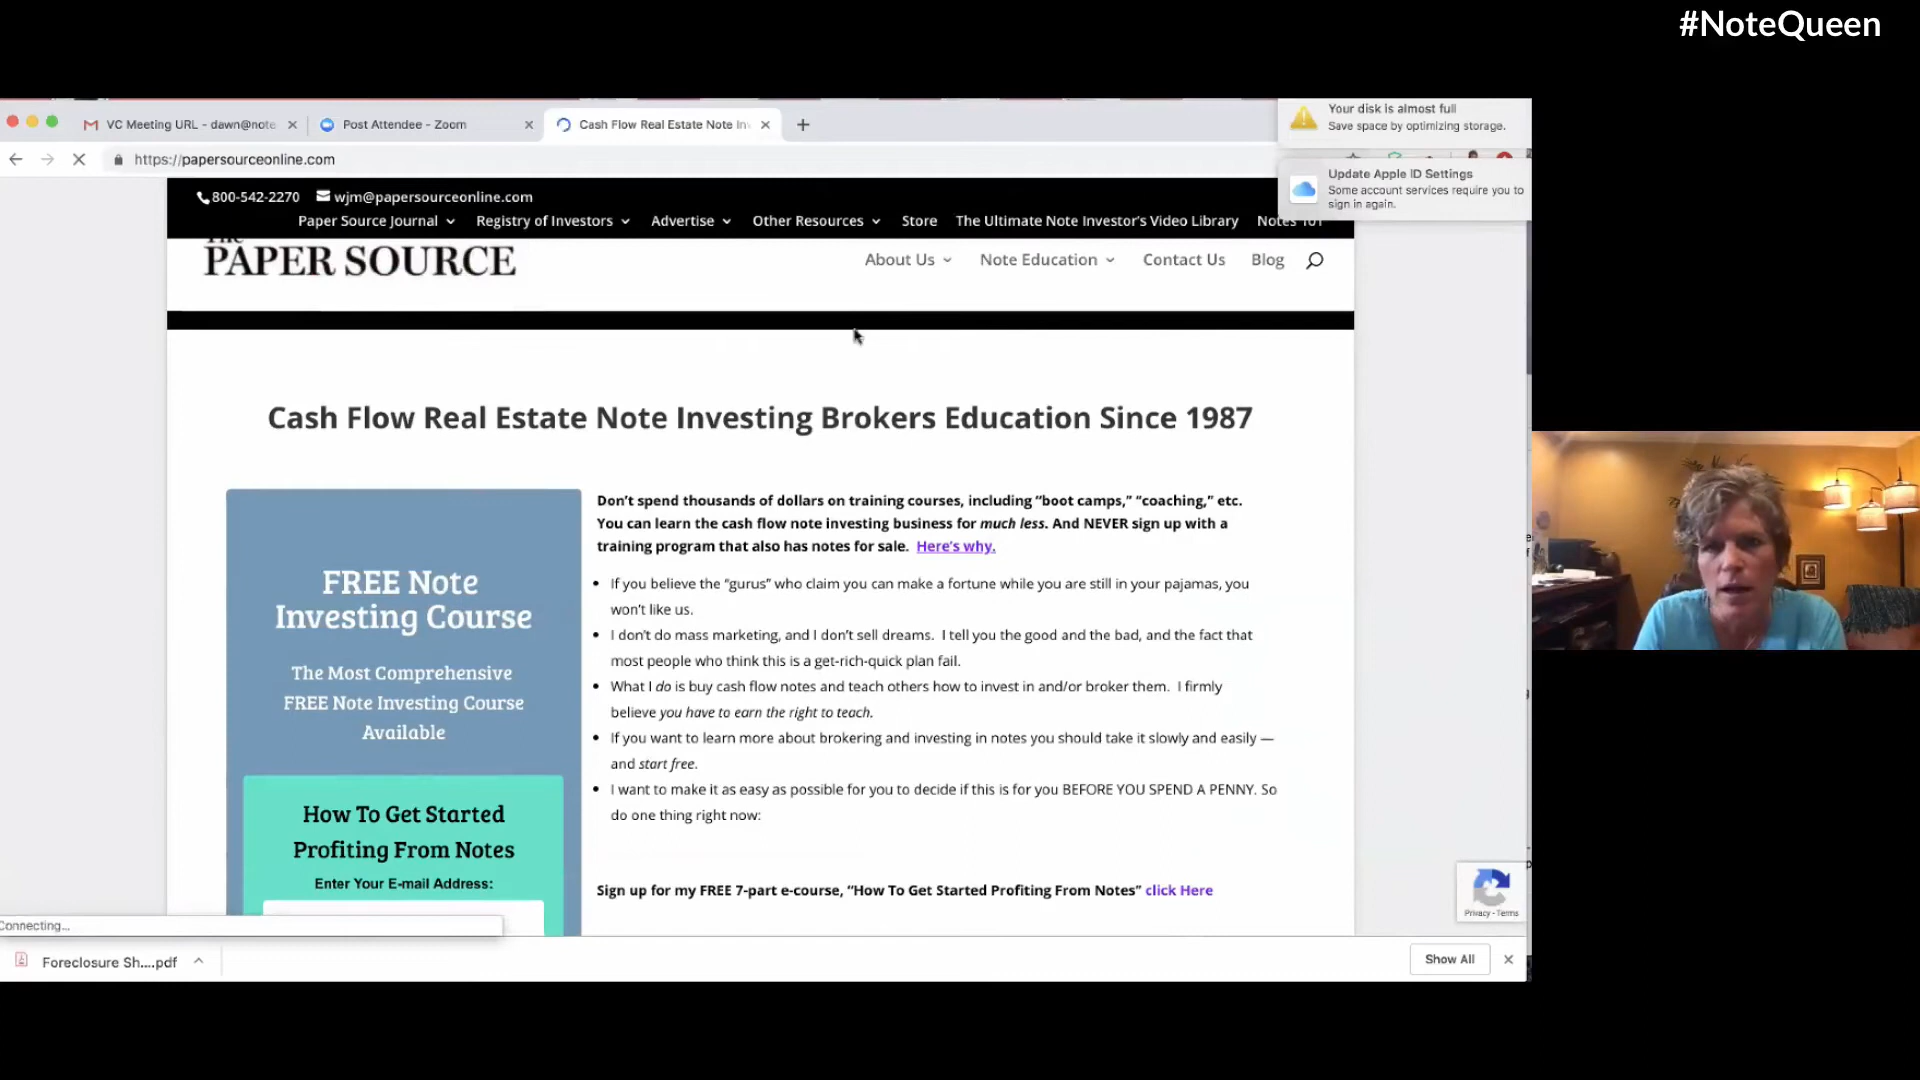 #NoteQueen
VC Meeting URL - dawn@note
Post Attendee - Zoom
Cash Flow Real Estate Note In
Your disk is almost full
Save space by optimizing storage.
https://papersourceonline.com
Update Apple ID Settings
Some account services require you to
sign in again.
800-542-2270 wjm@papersourceonline.com
Paper Source Journal Registry of Investors Advertise Other Resources Store The Ultimate Note Investor's Video Library Notes 101
The
PAPER SOURCE
About Us Note Education Contact Us Blog
Cash Flow Real Estate Note Investing Brokers Education Since 1987
FREE Note
Investing Course
The Most Comprehensive
FREE Note Investing Course
Available
How To Get Started
Profiting From Notes
Enter Your E-mail Address:
Don't spend thousands of dollars on training courses, including “boot camps,” “coaching,” etc.
You can learn the cash flow note investing business for much less. And NEVER sign up with a
training program that also has notes for sale. Here's why.
If you believe the “gurus” who claim you can make a fortune while you are still in your pajamas, you
won't like us.
I don't do mass marketing, and I don't sell dreams. I tell you the good and the bad, and the fact that
most people who think this is a get-rich-quick plan fail.
What I do is buy cash flow notes and teach others how to invest in and/or broker them. I firmly
believe you have to earn the right to teach.
If you want to learn more about brokering and investing in notes you should take it slowly and easily —
and start free.
I want to make it as easy as possible for you to decide if this is for you BEFORE YOU SPEND A PENNY. So
do one thing right now:
Sign up for my FREE 7-part e-course, “How To Get Started Profiting From Notes” click Here
Privacy - Terms
Connecting...
Foreclosure Sh....pdf
Show All